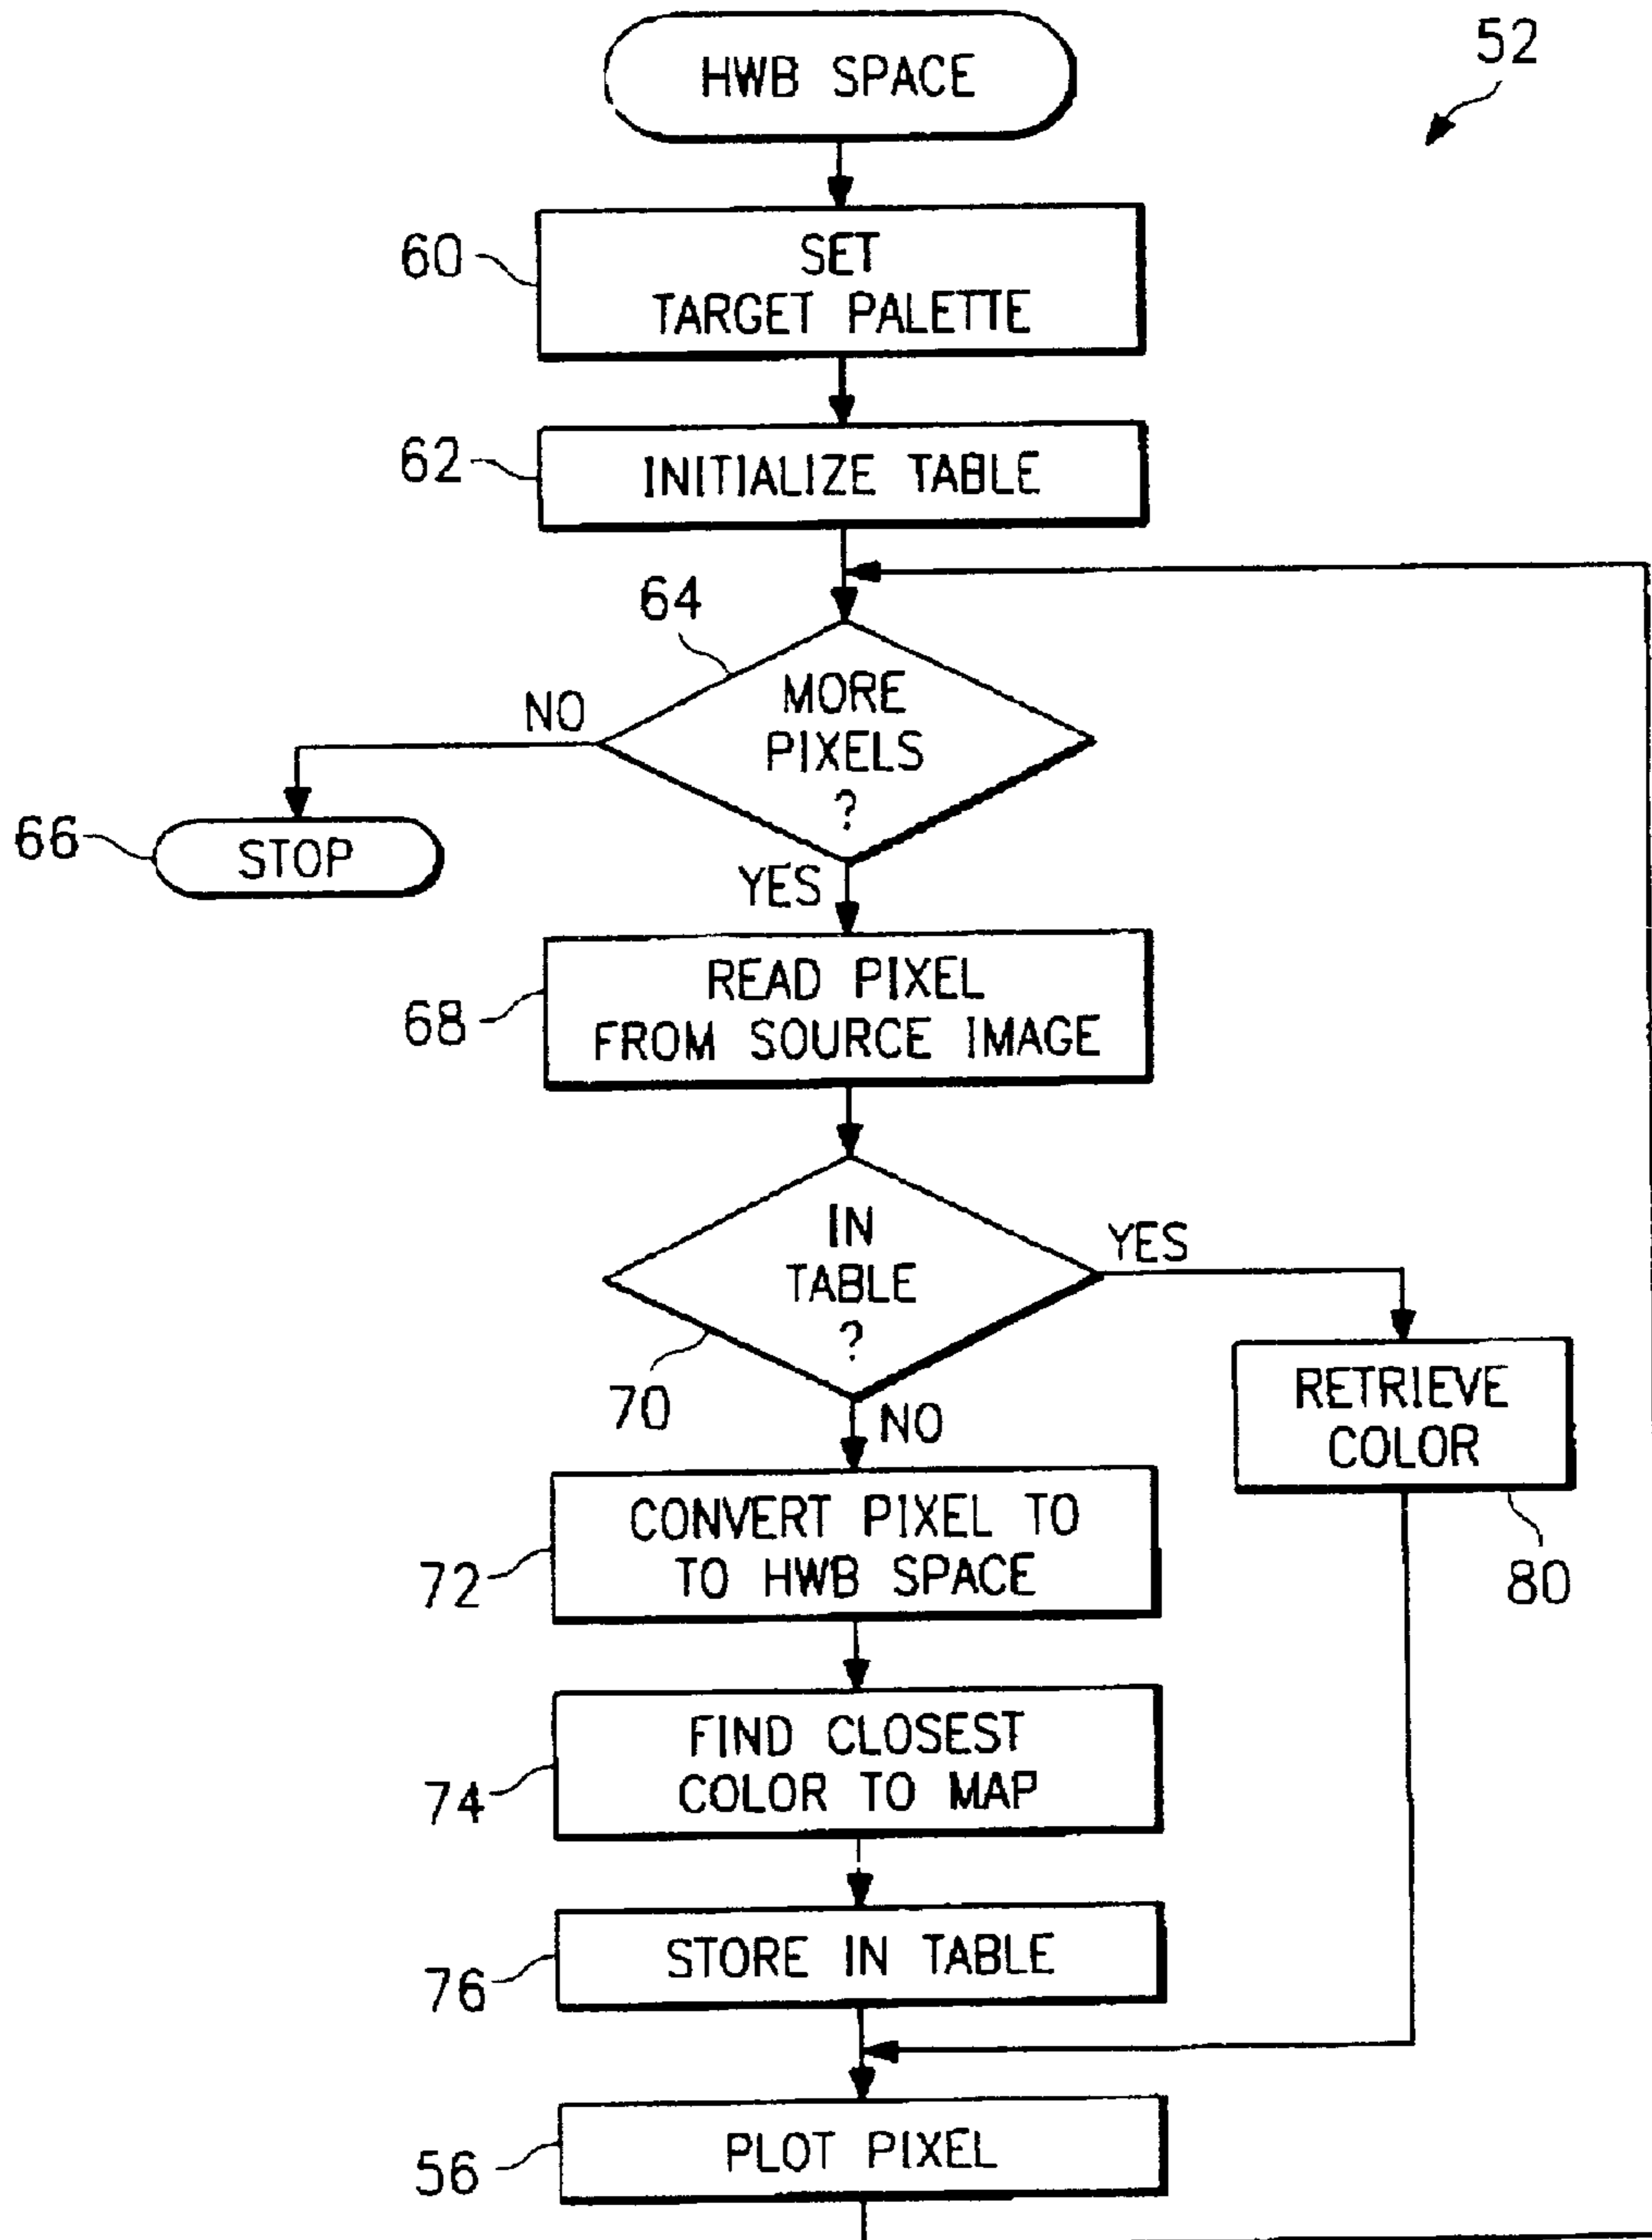 HWB SPACE
52
60
SET
TARGET PALETTE
62
INITIALIZE TABLE
64
MORE
PIXELS
?
NO
66
STOP
YES
68
READ PIXEL
FROM SOURCE IMAGE
IN
TABLE
?
YES
70
NO
RETRIEVE
COLOR
80
72
CONVERT PIXEL TO
TO HWB SPACE
74
FIND CLOSEST
COLOR TO MAP
76
STORE IN TABLE
56
PLOT PIXEL